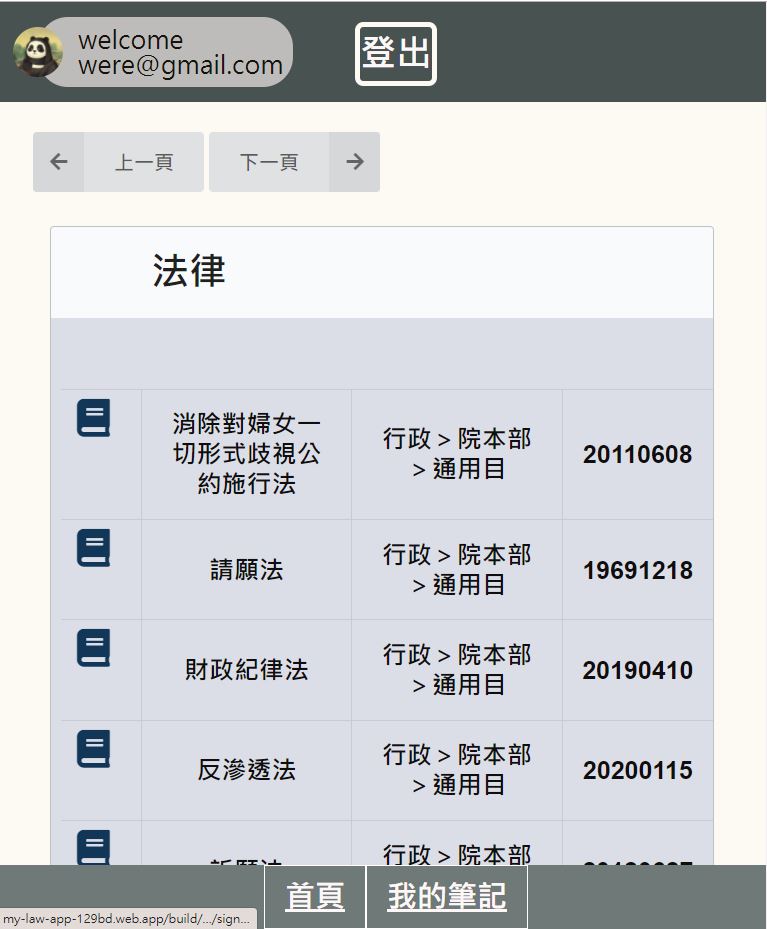 welcome
were@gmail.com
登出
上一頁
下一頁
法律
消除對婦女一
切形式歧視公
約施行法
行政 > 院本部
> 通用目
20110608
請願法
行政 > 院本部
> 通用目
19691218
財政紀律法
行政 > 院本部
> 通用目
20190410
反滲透法
行政 > 院本部
> 通用目
20200115
訴願法
行政 > 院本部
首頁
我的筆記
my-law-app-129bd.web.app/build/.../sign...